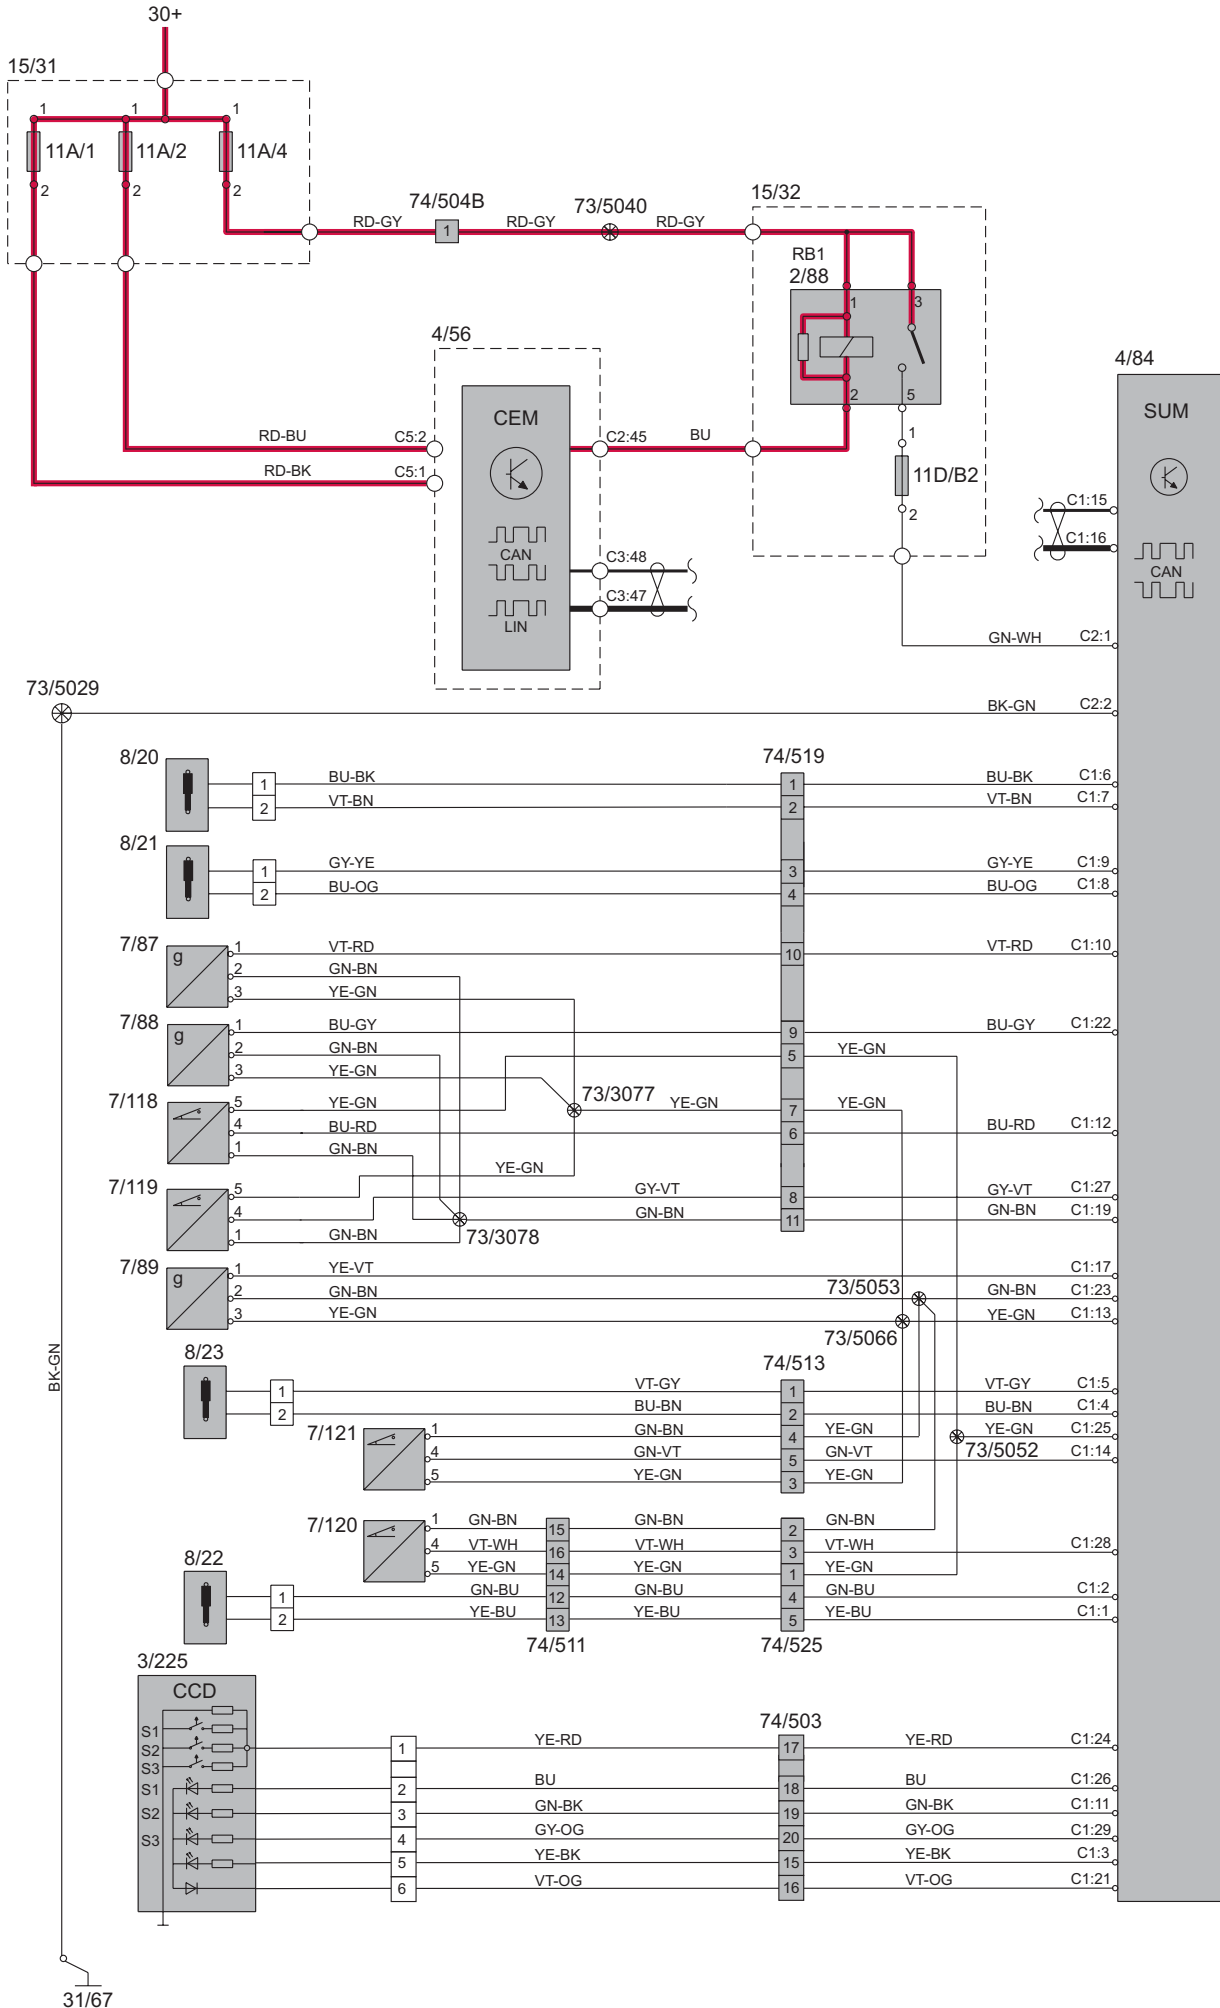 30+
15/31
1 1 1
11A/1 11A/2 11A/4
2 2 2
74/504B 73/5040 15/32
RD-GY 1 RD-GY RD-GY
RB1
2/88
1 3
2 5
4/56
CEM
RD-BU C5:2 C2:45 BU
RD-BK C5:1
1
11D/B2
2
CAN
C3:48
C3:47
LIN
4/84
SUM
C1:15
C1:16
CAN
GN-WH C2:1
73/5029
BK-GN C2:2
8/20 74/519
1 BU-BK 1 BU-BK C1:6
2 VT-BN 2 VT-BN C1:7
8/21
1 GY-YE 3 GY-YE C1:9
2 BU-OG 4 BU-OG C1:8
7/87
g
1 VT-RD 10 VT-RD C1:10
2 GN-BN
3 YE-GN
7/88
g
1 BU-GY 9 BU-GY C1:22
2 GN-BN 5 YE-GN
3 YE-GN
73/3077
7/118
5 YE-GN YE-GN 7 YE-GN
4 BU-RD 6 BU-RD C1:12
1 GN-BN
YE-GN
7/119
5 GY-VT 8 GY-VT C1:27
4 GN-BN 11 GN-BN C1:19
1 GN-BN 73/3078
7/89
g
1 YE-VT C1:17
2 GN-BN 73/5053 GN-BN C1:23
3 YE-GN YE-GN C1:13
73/5066
BK-GN
8/23 74/513
1 VT-GY 1 VT-GY C1:5
2 BU-BN 2 BU-BN C1:4
7/121
1 GN-BN 4 YE-GN YE-GN C1:25
73/5052
4 GN-VT 5 GN-VT C1:14
5 YE-GN 3 YE-GN
7/120
1 GN-BN 15 GN-BN 2 GN-BN
4 VT-WH 16 VT-WH 3 VT-WH C1:28
5 YE-GN 14 YE-GN 1 YE-GN
8/22
1 GN-BU 12 GN-BU 4 GN-BU C1:2
2 YE-BU 13 YE-BU 5 YE-BU C1:1
74/511 74/525
3/225
CCD
74/503
S1
S2 1 YE-RD 17 YE-RD C1:24
S3
S1 2 BU 18 BU C1:26
S2 3 GN-BK 19 GN-BK C1:11
S3 4 GY-OG 20 GY-OG C1:29
5 YE-BK 15 YE-BK C1:3
6 VT-OG 16 VT-OG C1:21
31/67